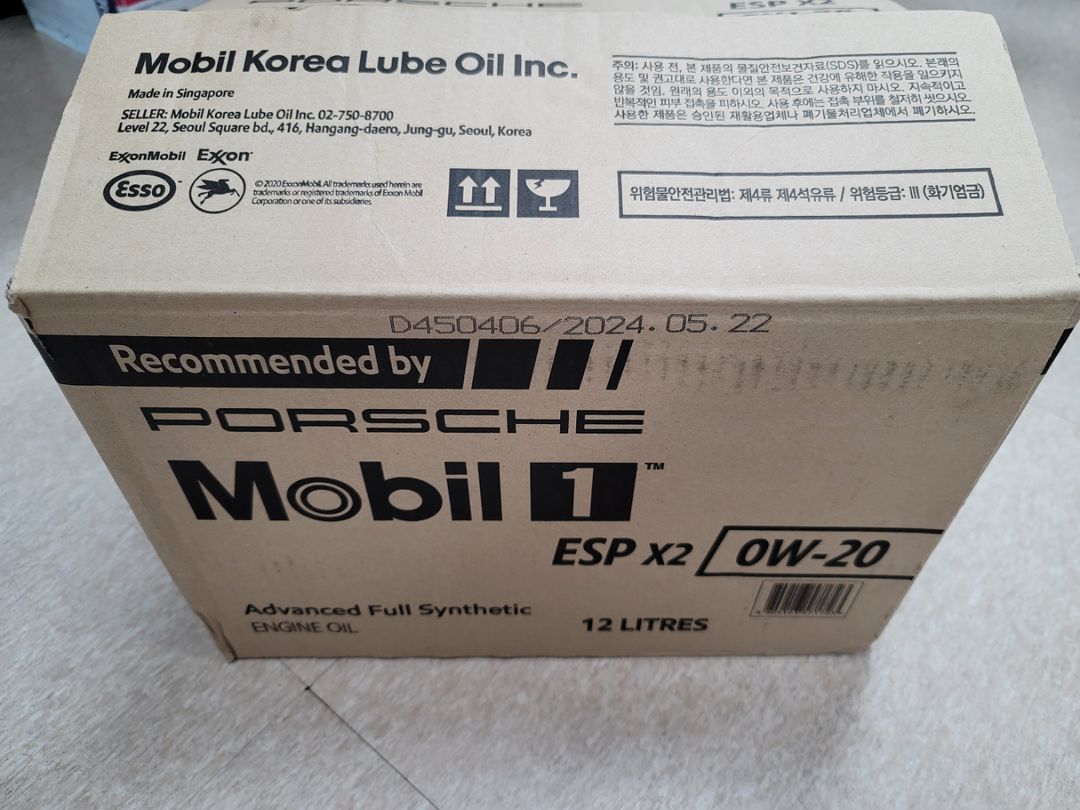 ESP X2
Mobil Korea Lube Oil Inc.
Made in Singapore
SELLER: Mobil Korea Lube Oil Inc. 02-750-8700
Level 22, Seoul Square bd., 416, Hangang-daero, Jung-gu, Seoul, Korea
ExxonMobil Exxon
Esso
© 2020 ExxonMobil. All trademarks used herein are
trademarks or registered trademarks of Exxon Mobil
Corporation or one of its subsidiaries.
주의: 사용 전, 본 제품의 물질안전보건자료(SDS)를 읽으시오. 본래의
용도 및 권고대로 사용한다면 본 제품은 건강에 유해한 작용을 일으키지
않을 것임. 원래의 용도 이외의 목적으로 사용하지 마시오. 지속적이고
반복적인 피부 접촉을 피하시오. 사용 후에는 접촉 부위를 철저히 씻으시오.
사용한 제품은 승인된 재활용업체나 폐기물처리업체에서 폐기하시오.
위험물안전관리법: 제4류 제4석유류 / 위험등급: III (화기엄금)
D450406/2024.05.22
Recommended by
PORSCHE
Mobil 1™
ESP X2 0W-20
Advanced Full Synthetic
ENGINE OIL
12 LITRES